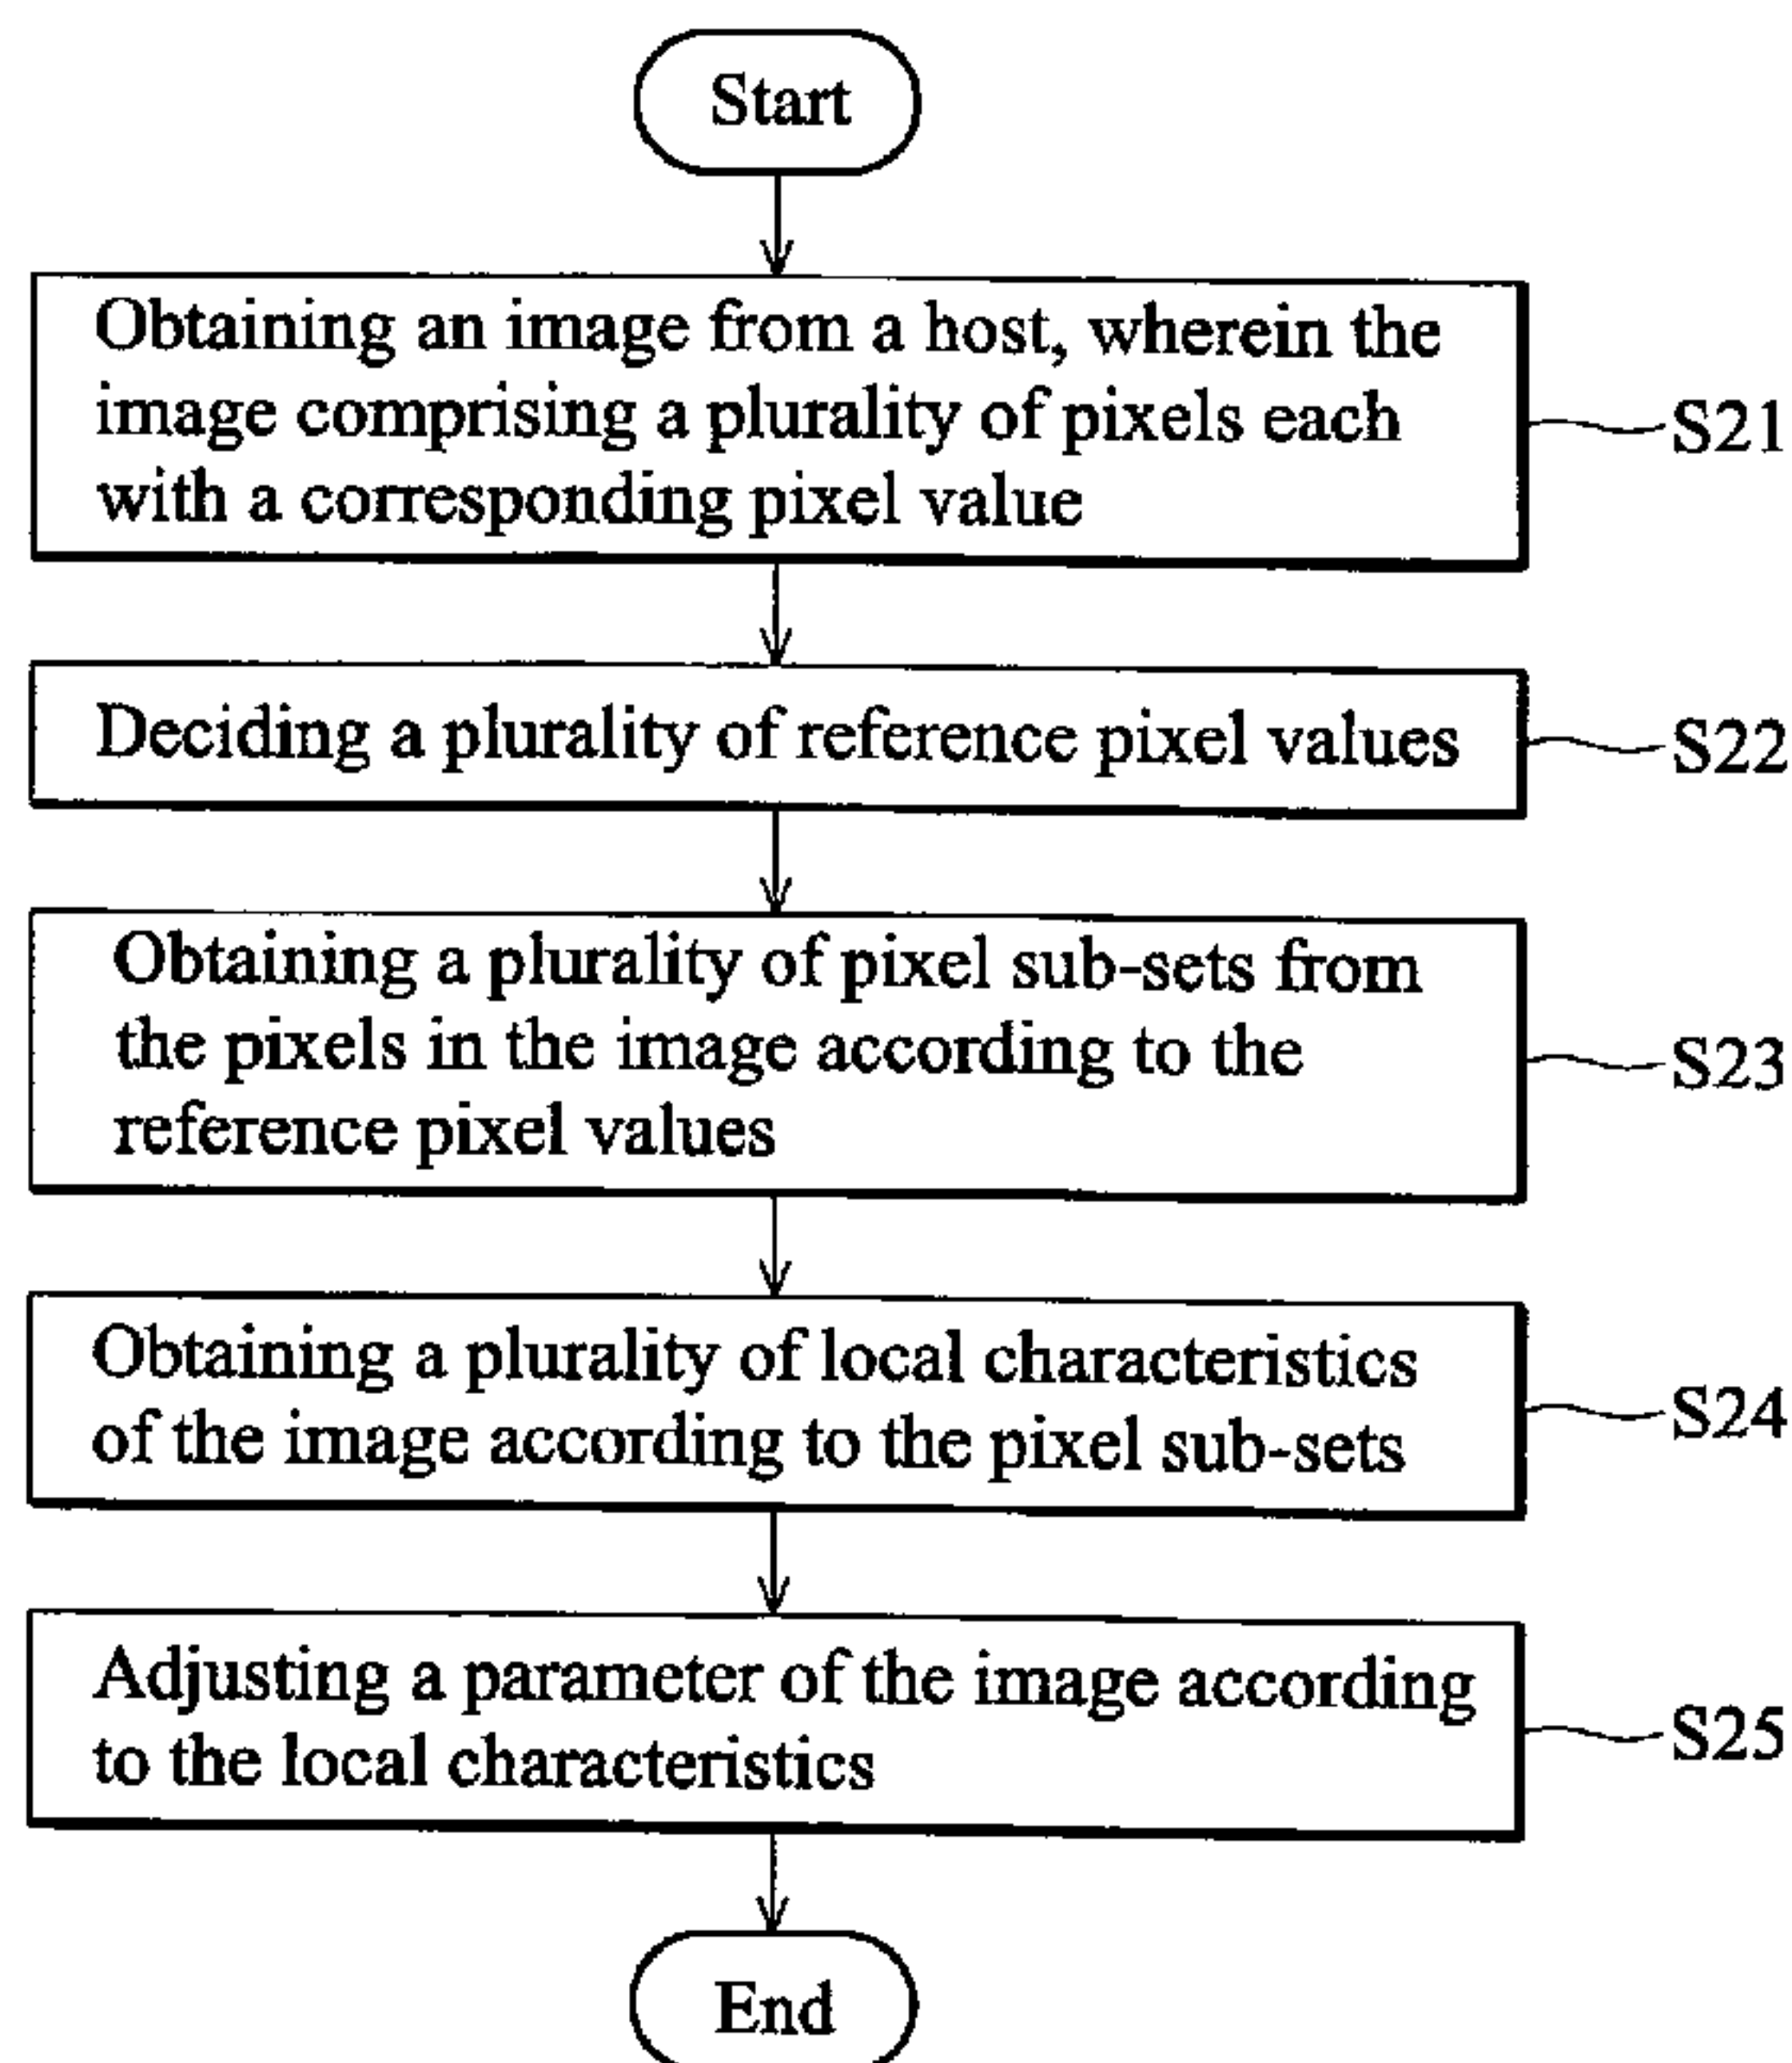 Start
Obtaining an image from a host, wherein the
image comprising a plurality of pixels each
with a corresponding pixel value
S21
Deciding a plurality of reference pixel values
S22
Obtaining a plurality of pixel sub-sets from
the pixels in the image according to the
reference pixel values
S23
Obtaining a plurality of local characteristics
of the image according to the pixel sub-sets
S24
Adjusting a parameter of the image according
to the local characteristics
S25
End